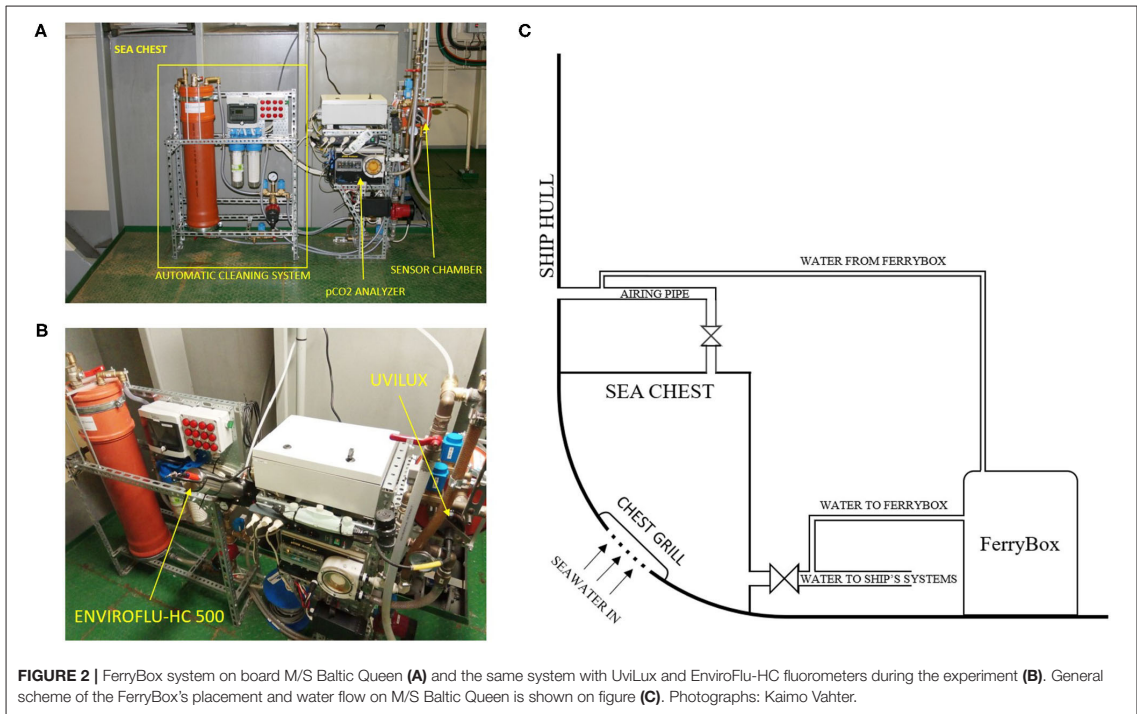 A
SEA CHEST
AUTOMATIC CLEANING SYSTEM
SENSOR CHAMBER
pCO2 ANALYZER
B
UVILUX
ENVIROFLU-HC 500
C
SHIP HULL
WATER FROM FERRYBOX
AIRING PIPE
SEA CHEST
CHEST GRILL
SEAWATER IN
WATER TO FERRYBOX
FerryBox
WATER TO SHIP'S SYSTEMS
FIGURE 2 | FerryBox system on board M/S Baltic Queen (A) and the same system with UviLux and EnviroFlu-HC fluorometers during the experiment (B). General
scheme of the FerryBox's placement and water flow on M/S Baltic Queen is shown on figure (C). Photographs: Kaimo Vahter.